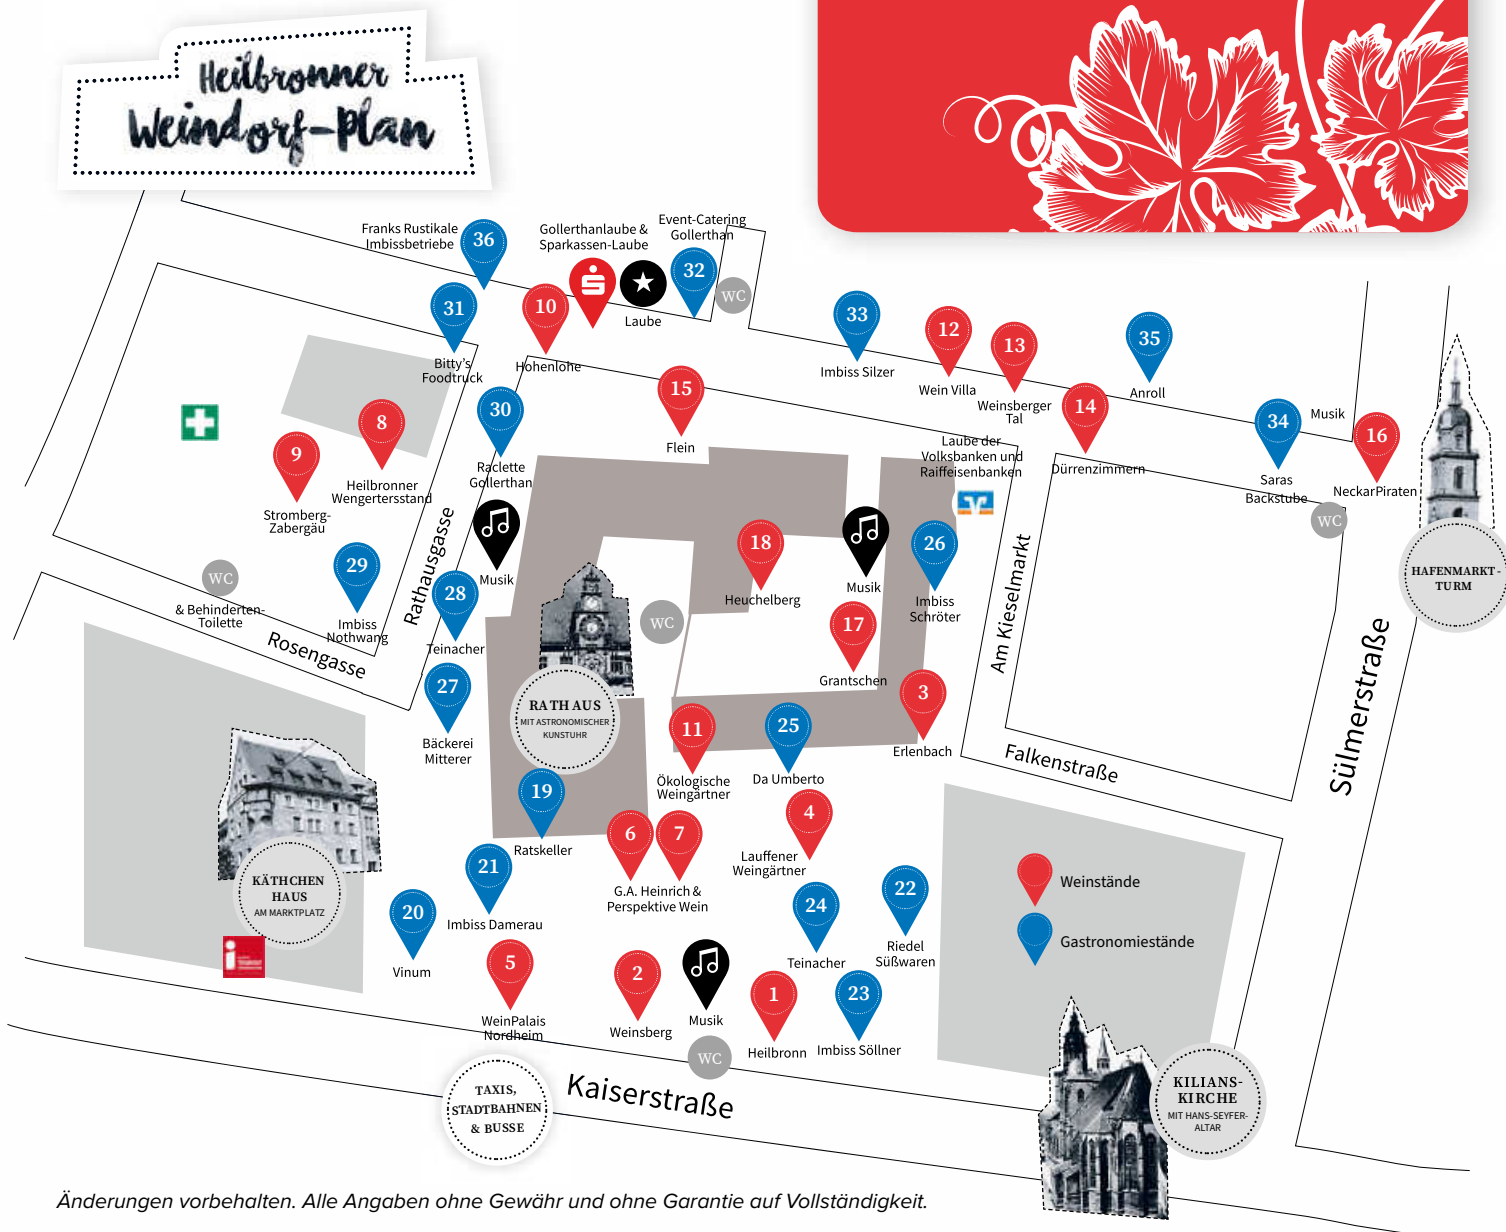 Heilbronner
Weindorf-Plan
Franks Rustikale
Imbissbetriebe
36
Gollerthanlaube &
Sparkassen-Laube
Event-Catering
Gollerthan
32
WC
31
Bitty's
Foodtruck
10
Hohenlohe
Laube
33
Imbiss Silzer
12
Wein Villa
13
Weinsberger
Tal
35
Anroll
15
Flein
14
Dürrenzimmern
34
Saras
Backstube
Musik
16
NeckarPiraten
WC
8
Heilbronner
Wengertersstand
9
Stromberg-
Zabergäu
30
Raclette
Gollerthan
Laube der
Volksbanken und
Raiffeisenbanken
Musik
18
Heuchelberg
Musik
26
Imbiss
Schröter
HAFENMARKT-
TURM
WC
& Behinderten-
Toilette
29
Imbiss
Nothwang
28
Teinacher
Rathausgasse
Rosengasse
WC
17
Grantschen
Am Kieselmarkt
27
Bäckerei
Mitterer
RATHAUS
MIT ASTRONOMISCHER
KUNSTUHR
11
Ökologische
Weingärtner
25
Da Umberto
3
Erlenbach
Falkenstraße
Sülmerstraße
19
Ratskeller
6
7
G.A. Heinrich &
Perspektive Wein
4
Lauffener
Weingärtner
KÄTHCHEN
HAUS
AM MARKTPLATZ
21
Imbiss Damerau
20
Vinum
24
Teinacher
22
Riedel
Süßwaren
Weinstände
Gastronomiestände
i
5
WeinPalais
Nordheim
2
Weinsberg
Musik
WC
1
Heilbronn
23
Imbiss Söllner
TAXIS,
STADTBAHNEN
& BUSSE
Kaiserstraße
KILIANS-
KIRCHE
MIT HANS-SEYFER-
ALTAR
Änderungen vorbehalten. Alle Angaben ohne Gewähr und ohne Garantie auf Vollständigkeit.